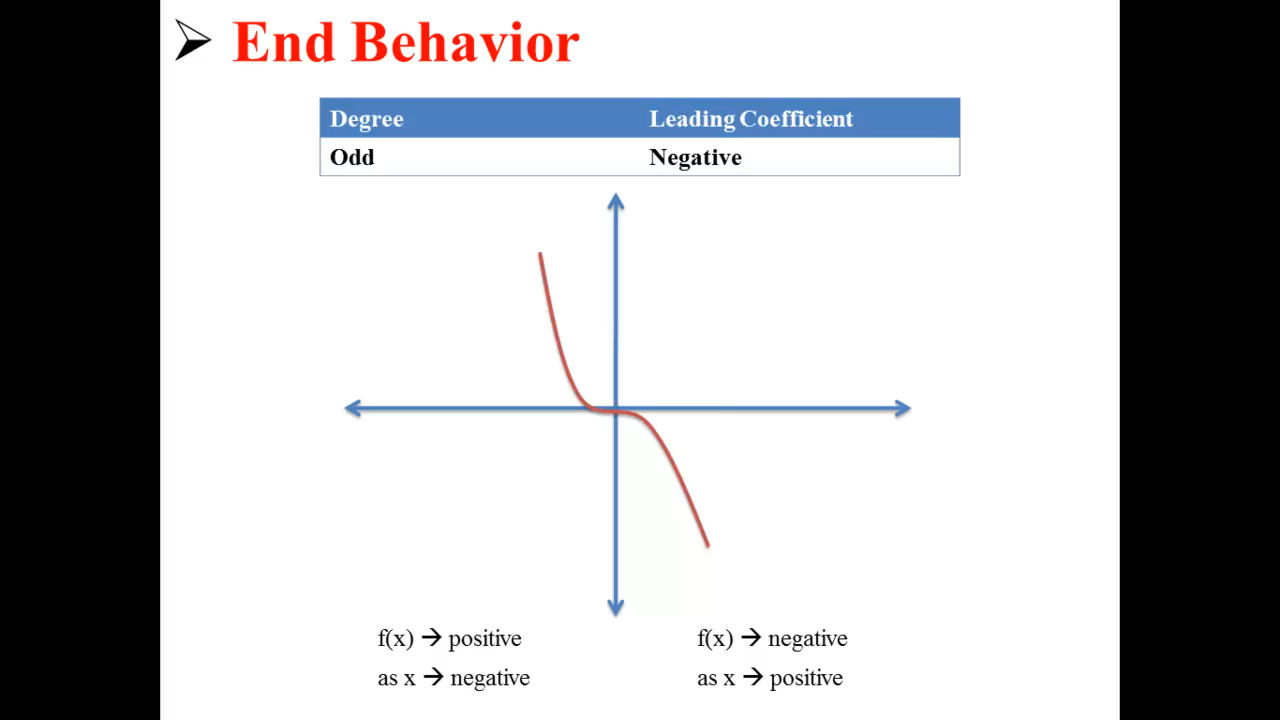 End Behavior
Degree Leading Coefficient
Odd Negative
f(x) → positive
as x → negative
f(x) → negative
as x → positive